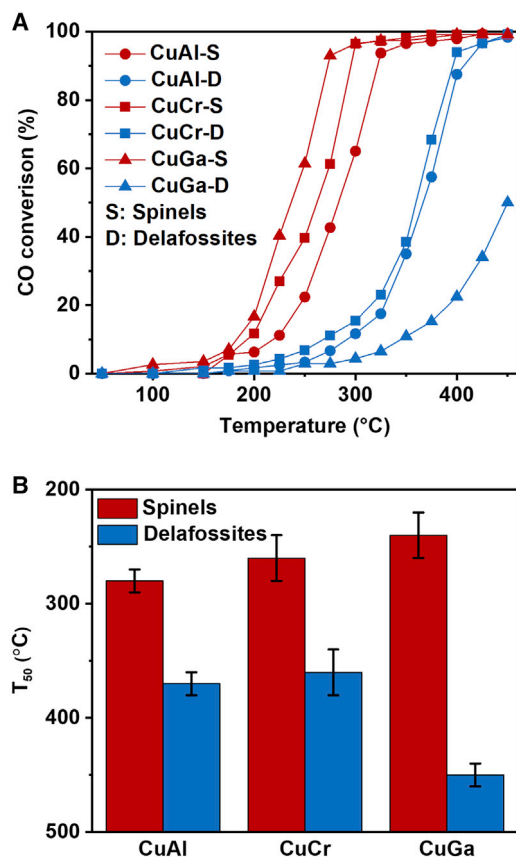 A
100
80
60
40
20
0
CO converison (%)
CuAl-S
CuAl-D
CuCr-S
CuCr-D
CuGa-S
CuGa-D
S: Spinels
D: Delafossites
100 200 300 400
Temperature (°C)
B
200
300
400
500
T50 (°C)
Spinels
Delafossites
CuAl CuCr CuGa